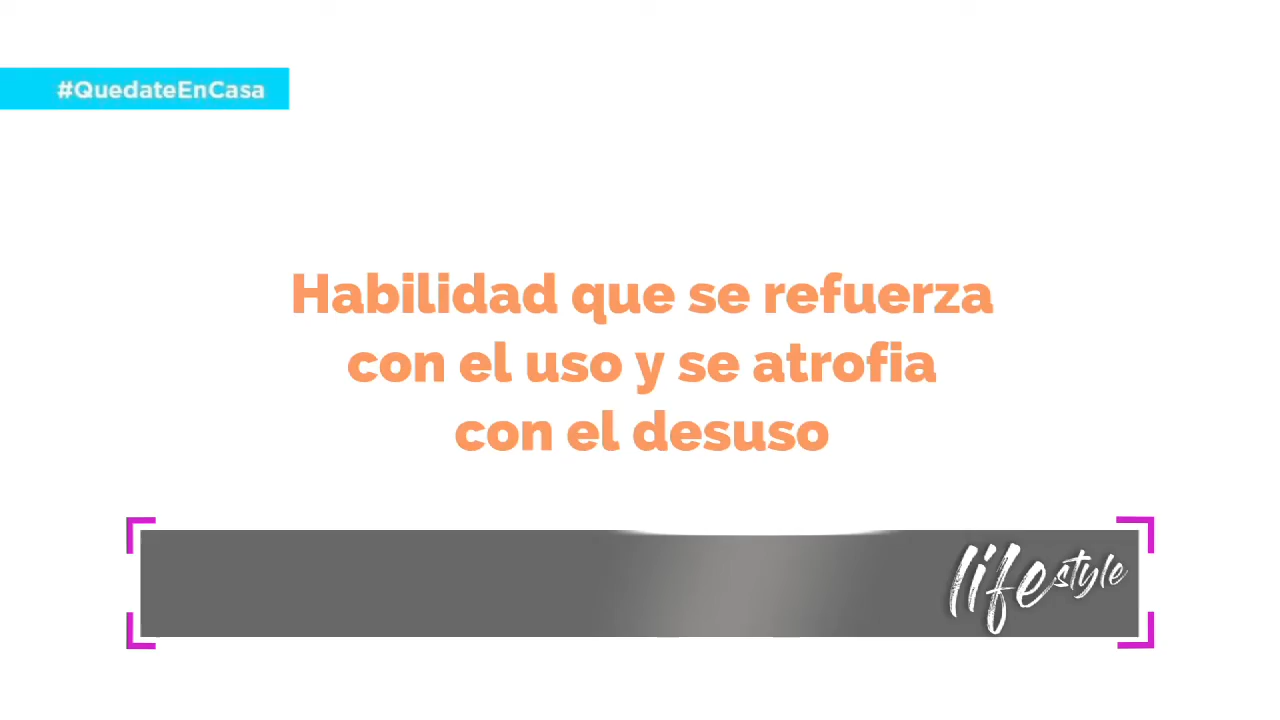 #QuedateEnCasa
Habilidad que se refuerza
con el uso y se atrofia
con el desuso
lifestyle